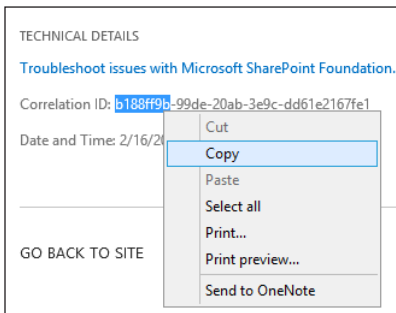 TECHNICAL DETAILS
Troubleshoot issues with Microsoft SharePoint Foundation.
Correlation ID: b188ff9b-99de-20ab-3e9c-dd61e2167fe1
Date and Time: 2/16/20
Cut
Copy
Paste
Select all
Print...
Print preview...
Send to OneNote
GO BACK TO SITE